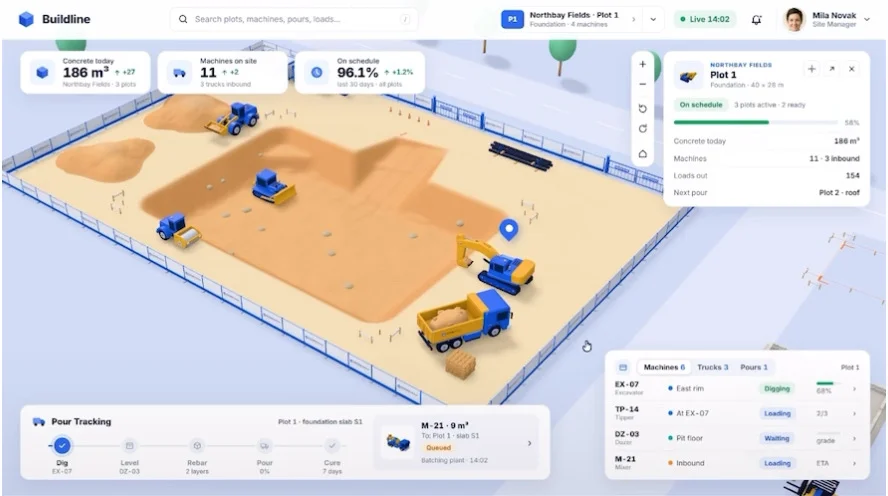 Buildline
Search plots, machines, pours, loads...
/
P1
Northbay Fields · Plot 1
Foundation · 4 machines
Live 14:02
Mila Novak
Site Manager
Concrete today
186 m³ ↑ +27
Northbay Fields · 3 plots
Machines on site
11 ↑ +2
3 trucks inbound
On schedule
96.1% ↑ +1.2%
last 30 days · all plots
NORTHBAY FIELDS
Plot 1
Foundation · 40 × 28 m
On schedule
3 plots active · 2 ready
58%
Concrete today 186 m³
Machines 11 · 3 inbound
Loads out 154
Next pour Plot 2 · roof
Pour Tracking
Plot 1 · foundation slab S1
Dig
EX-07
Level
DZ-03
Rebar
2 layers
Pour
0%
Cure
7 days
M-21 · 9 m³
To: Plot 1 · slab S1
Queued
Batching plant · 14:02
Machines 6 Trucks 3 Pours 1 Plot 1
EX-07
Excavator
East rim
Digging
68%
TP-14
Tipper
At EX-07
Loading
2/3
DZ-03
Dozer
Pit floor
Waiting
grade
M-21
Mixer
Inbound
Loading
ETA